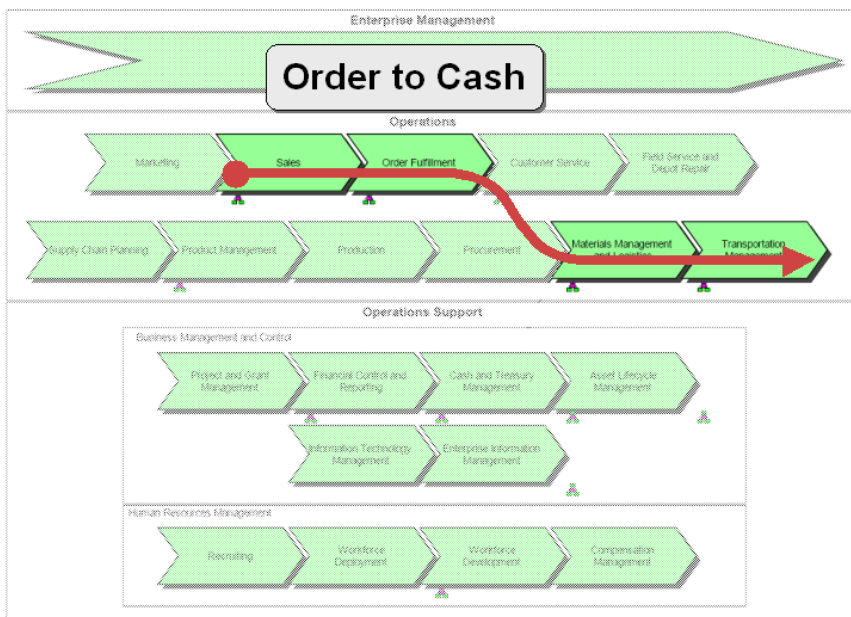 Enterprise Management
Order to Cash
Operations
Marketing
Sales
Order Fulfillment
Customer Service
Field Service and
Depot Repair
Supply Chain Planning
Product Management
Production
Procurement
Materials Management
and Logistics
Transportation
Management
Operations Support
Business Management and Control
Project and Grant
Management
Financial Control and
Reporting
Cash and Treasury
Management
Asset Lifecycle
Management
Information Technology
Management
Enterprise Information
Management
Human Resources Management
Recruiting
Workforce
Deployment
Workforce
Development
Compensation
Management